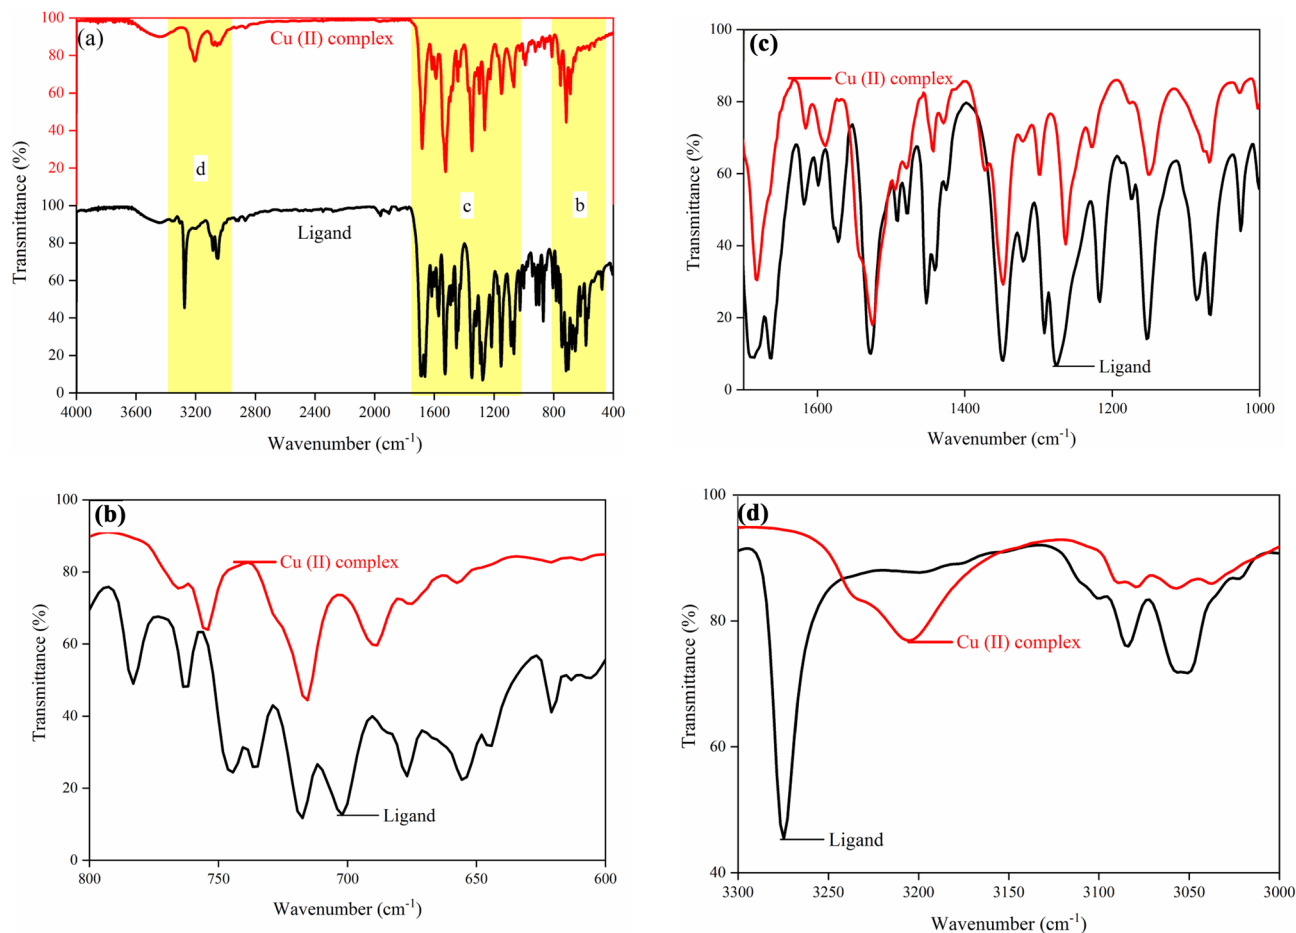 (a)
100
80
60
40
20
100
80
60
40
20
0
Transmittance (%)
Cu (II) complex
d
c
b
Ligand
4000 3600 3200 2800 2400 2000 1600 1200 800 400
Wavenumber (cm-1)
(c)
100
80
60
40
20
0
Transmittance (%)
Cu (II) complex
Ligand
1600 1400 1200 1000
Wavenumber (cm-1)
(b)
100
80
60
40
20
0
Transmittance (%)
Cu (II) complex
Ligand
800 750 700 650 600
Wavenumber (cm-1)
(d)
100
80
60
40
Transmittance (%)
Cu (II) complex
Ligand
3300 3250 3200 3150 3100 3050 3000
Wavenumber (cm-1)